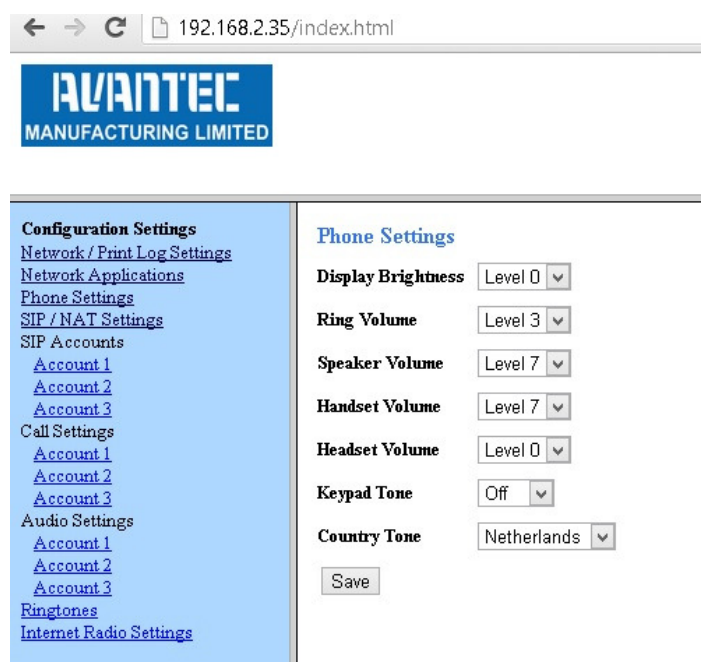 192.168.2.35/index.html
AVANTEC
MANUFACTURING LIMITED
Configuration Settings
Network / Print Log Settings
Network Applications
Phone Settings
SIP / NAT Settings
SIP Accounts
Account 1
Account 2
Account 3
Call Settings
Account 1
Account 2
Account 3
Audio Settings
Account 1
Account 2
Account 3
Ringtones
Internet Radio Settings
Phone Settings
Display Brightness Level 0
Ring Volume Level 3
Speaker Volume Level 7
Handset Volume Level 7
Headset Volume Level 0
Keypad Tone Off
Country Tone Netherlands
Save